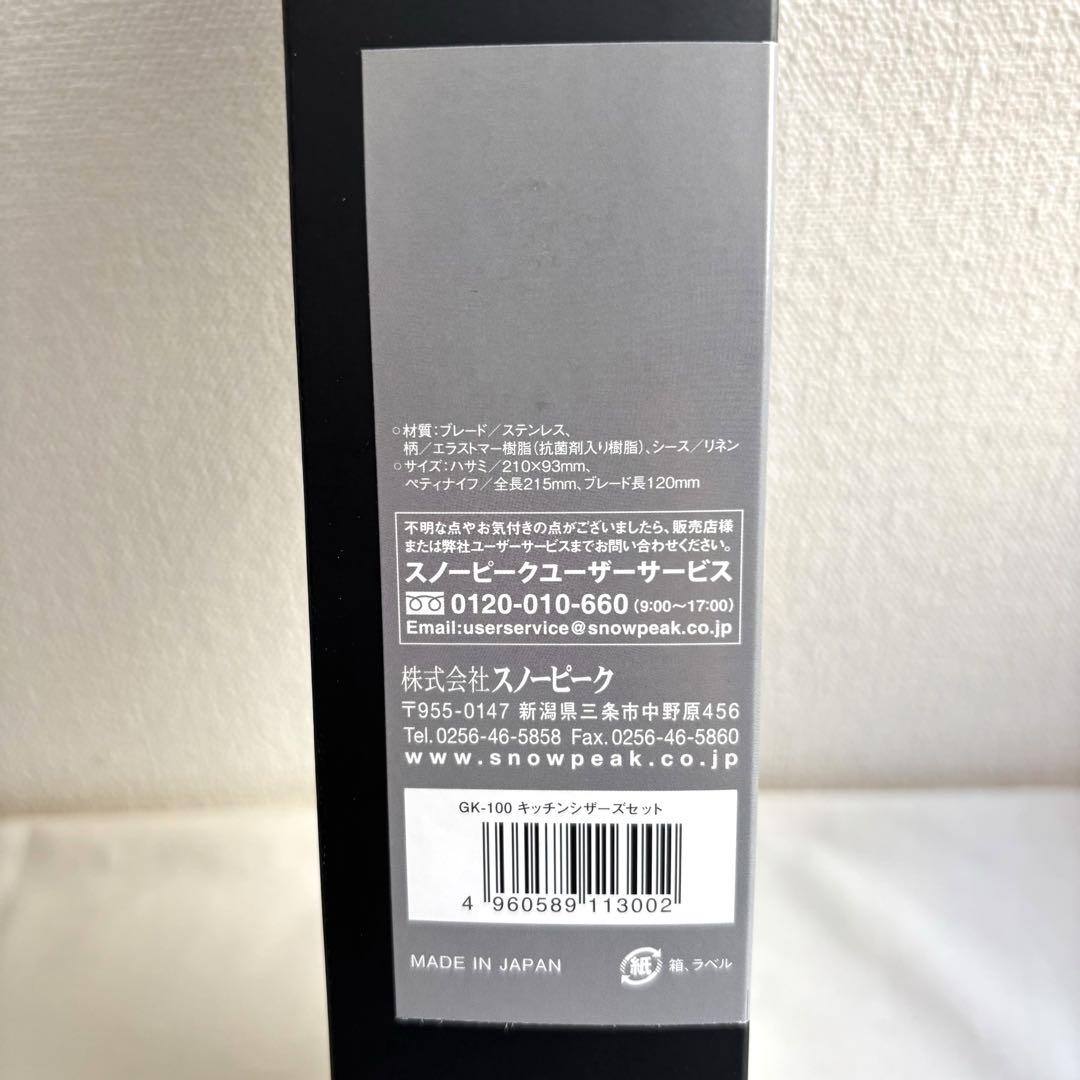 ○材質：ブレード／ステンレス、
柄／エラストマー樹脂（抗菌剤入り樹脂）、シース／リネン
○サイズ：ハサミ／210×93mm、
ペティナイフ／全長215mm、ブレード長120mm
不明な点やお気付きの点がございましたら、販売店様
または弊社ユーザーサービスまでお問い合わせください。
スノーピークユーザーサービス
0120-010-660（9:00〜17:00）
Email:userservice@snowpeak.co.jp
株式会社スノーピーク
〒955-0147 新潟県三条市中野原456
Tel.0256-46-5858 Fax.0256-46-5860
www.snowpeak.co.jp
GK-100 キッチンシザーズセット
4 960589 113002
MADE IN JAPAN
紙 箱、ラベル